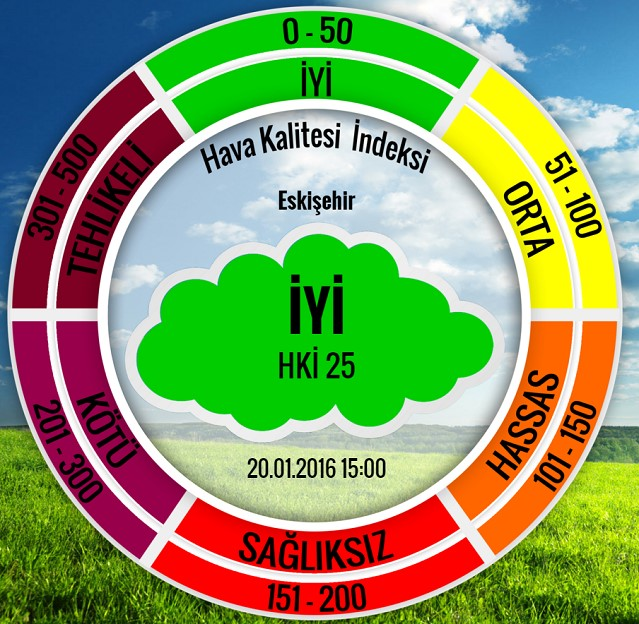 0 - 50
İYİ
51 - 100
ORTA
HASSAS
101 - 150
SAĞLIKSIZ
151 - 200
KÖTÜ
201 - 300
TEHLİKELİ
301 - 500
Hava Kalitesi İndeksi
Eskişehir
İYİ
HKİ 25
20.01.2016 15:00